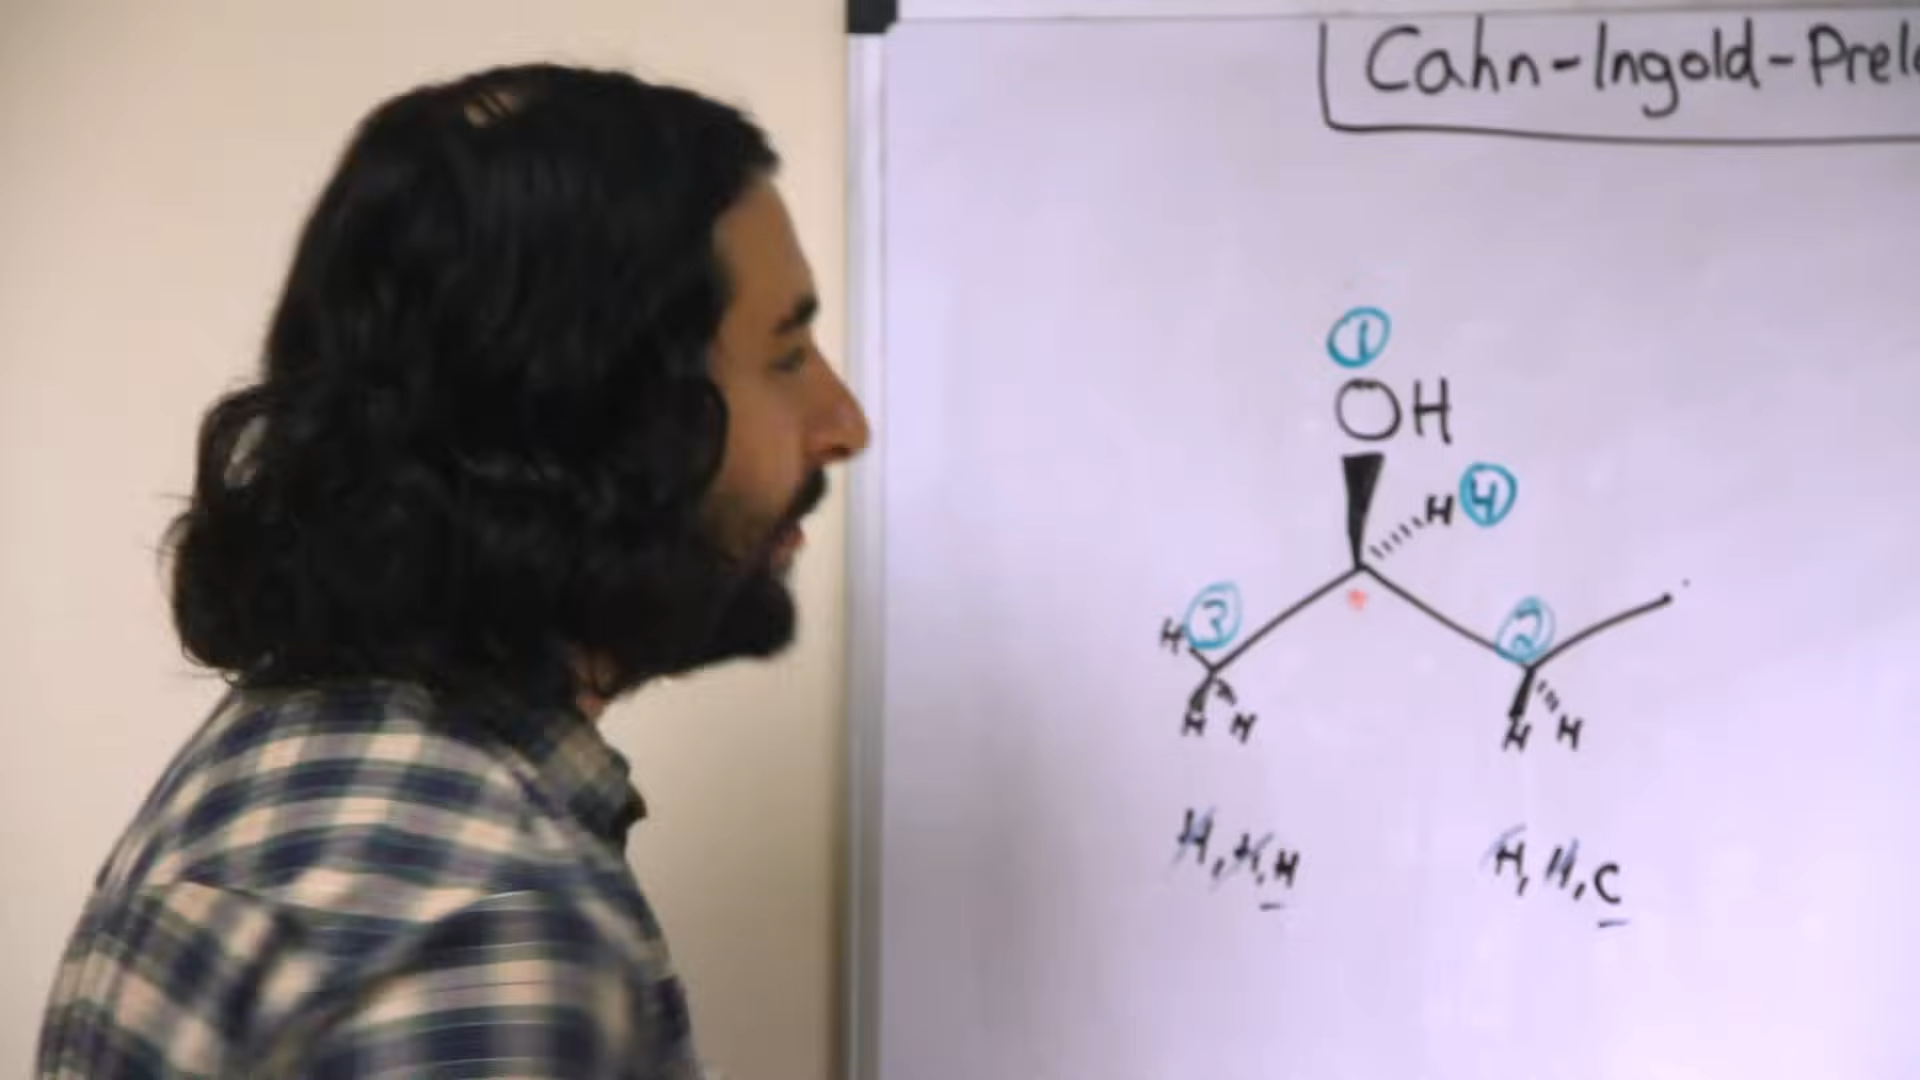 Cahn-Ingold-Prel
1
OH
H 4
H 3
2
H H
H H
H, H, H
H, H, C